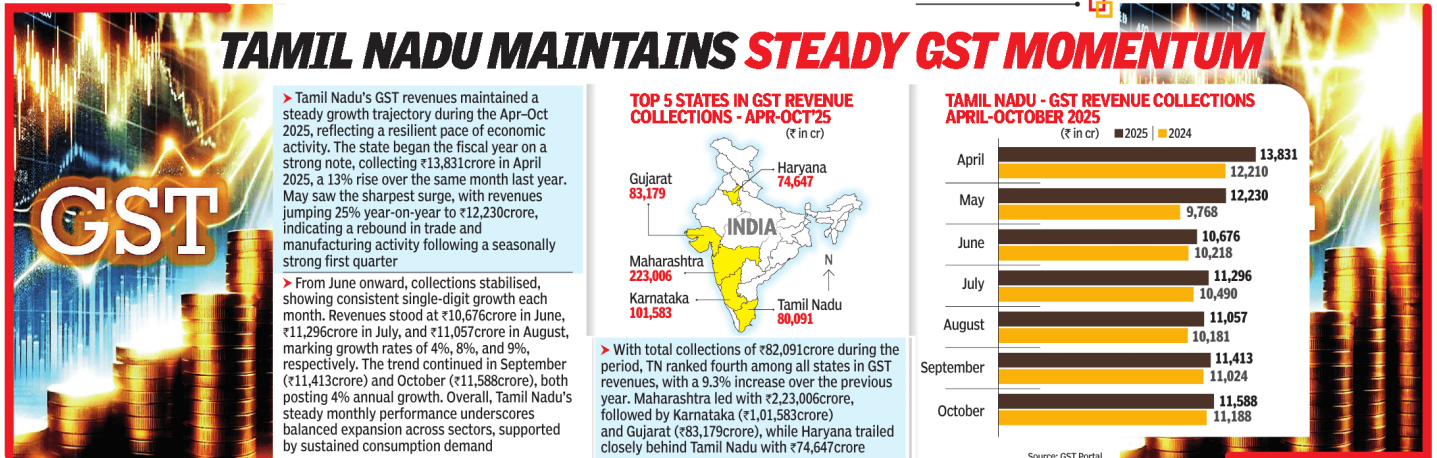 TAMIL NADU MAINTAINS STEADY GST MOMENTUM
GST
➤ Tamil Nadu's GST revenues maintained a
steady growth trajectory during the Apr–Oct
2025, reflecting a resilient pace of economic
activity. The state began the fiscal year on a
strong note, collecting ₹13,831crore in April
2025, a 13% rise over the same month last year.
May saw the sharpest surge, with revenues
jumping 25% year-on-year to ₹12,230crore,
indicating a rebound in trade and
manufacturing activity following a seasonally
strong first quarter
➤ From June onward, collections stabilised,
showing consistent single-digit growth each
month. Revenues stood at ₹10,676crore in June,
₹11,296crore in July, and ₹11,057crore in August,
marking growth rates of 4%, 8%, and 9%,
respectively. The trend continued in September
(₹11,413crore) and October (₹11,588crore), both
posting 4% annual growth. Overall, Tamil Nadu's
steady monthly performance underscores
balanced expansion across sectors, supported
by sustained consumption demand
TOP 5 STATES IN GST REVENUE
COLLECTIONS - APR-OCT'25
(₹ in cr)
Haryana
74,647
Gujarat
83,179
INDIA
N
Maharashtra
223,006
Karnataka
101,583
Tamil Nadu
80,091
➤ With total collections of ₹82,091crore during the
period, TN ranked fourth among all states in GST
revenues, with a 9.3% increase over the previous
year. Maharashtra led with ₹2,23,006crore,
followed by Karnataka (₹1,01,583crore)
and Gujarat (₹83,179crore), while Haryana trailed
closely behind Tamil Nadu with ₹74,647crore
TAMIL NADU - GST REVENUE COLLECTIONS
APRIL-OCTOBER 2025
(₹ in cr) 2025 | 2024
April 13,831
12,210
May 12,230
9,768
June 10,676
10,218
July 11,296
10,490
August 11,057
10,181
September 11,413
11,024
October 11,588
11,188
Source: GST Portal